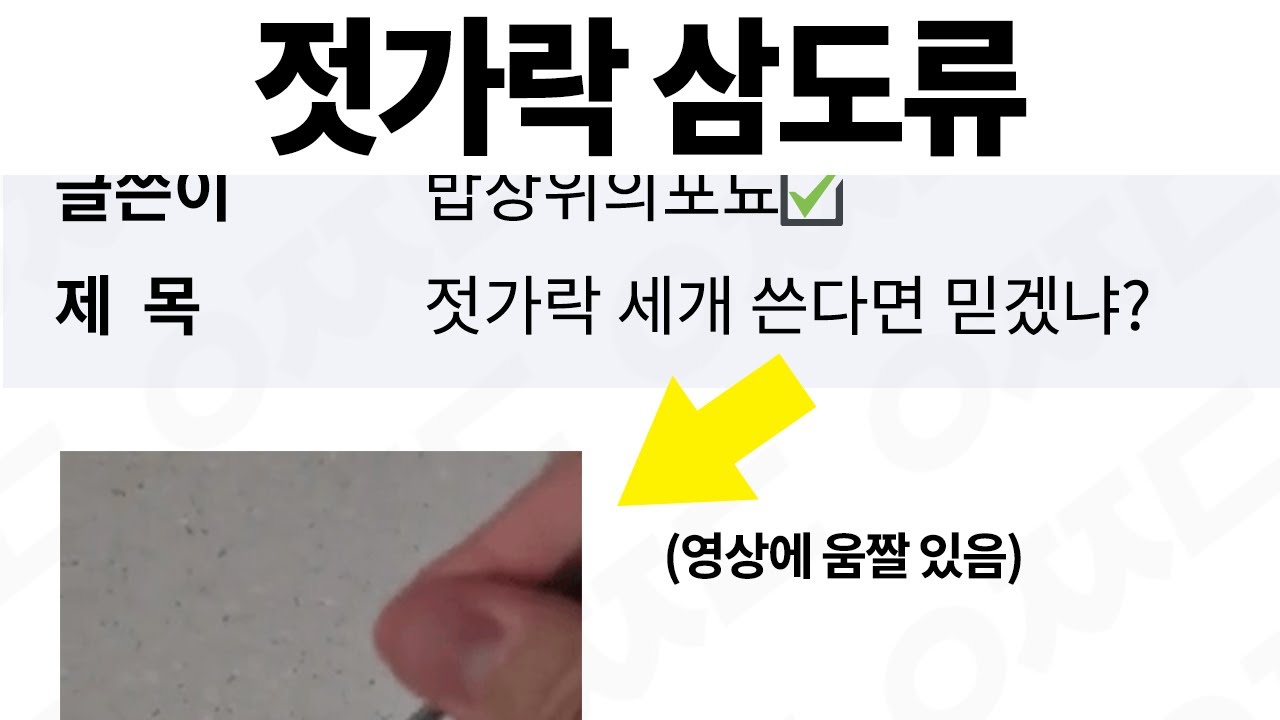 젓가락 삼도류
글쓴이 밥상위의포뇨✅
제 목 젓가락 세개 쓴다면 믿겠냐?
(영상에 움짤 있음)